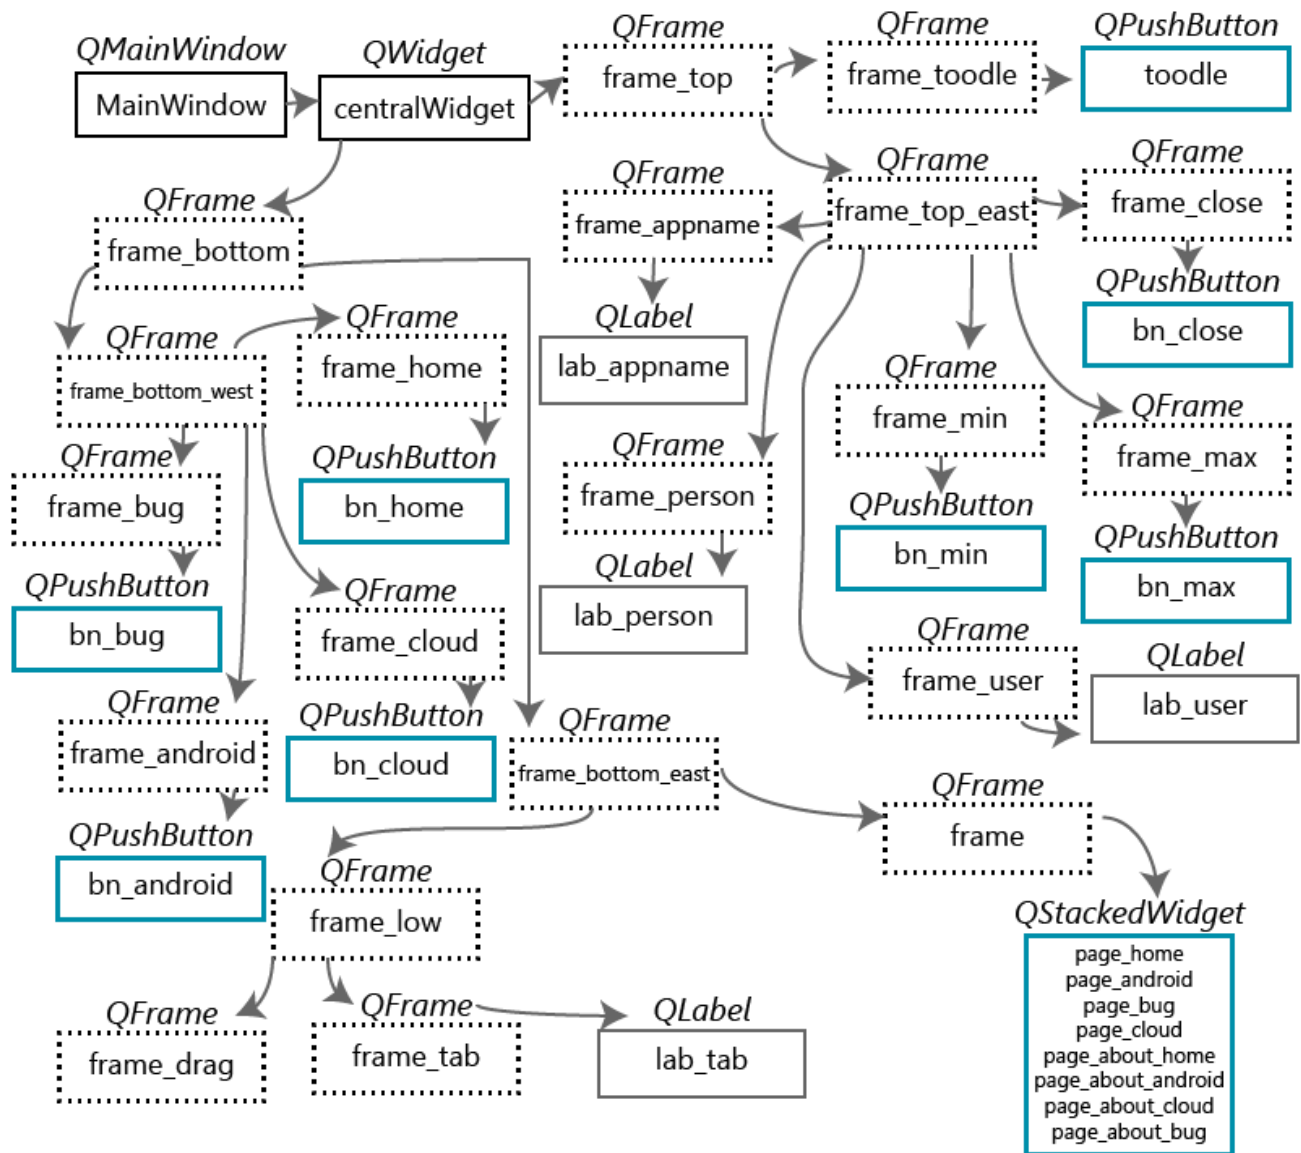 QMainWindow
MainWindow
QWidget
centralWidget
QFrame
frame_top
QFrame
frame_toodle
QPushButton
toodle
QFrame
frame_bottom
QFrame
frame_appname
QLabel
lab_appname
QFrame
frame_top_east
QFrame
frame_close
QPushButton
bn_close
QFrame
frame_bottom_west
QFrame
frame_home
QPushButton
bn_home
QFrame
frame_bug
QPushButton
bn_bug
QFrame
frame_person
QLabel
lab_person
QFrame
frame_min
QPushButton
bn_min
QFrame
frame_max
QPushButton
bn_max
QFrame
frame_cloud
QPushButton
bn_cloud
QFrame
frame_user
QLabel
lab_user
QFrame
frame_android
QPushButton
bn_android
QFrame
frame_bottom_east
QFrame
frame
QFrame
frame_low
QFrame
frame_drag
QFrame
frame_tab
QLabel
lab_tab
QStackedWidget
page_home
page_android
page_bug
page_cloud
page_about_home
page_about_android
page_about_cloud
page_about_bug